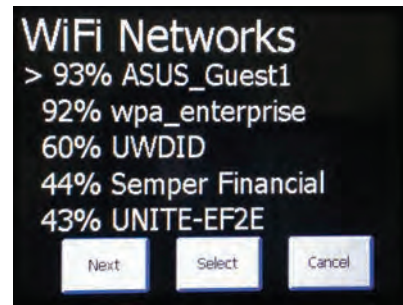 WiFi Networks
> 93% ASUS_Guest1
92% wpa_enterprise
60% UWDID
44% Semper Financial
43% UNITE-EF2E
Next Select Cancel